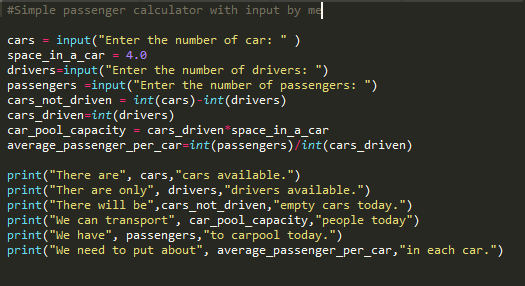 #Simple passenger calculator with input by me
cars = input("Enter the number of car: " )
space_in_a_car = 4.0
drivers=input("Enter the number of drivers: ")
passengers =input("Enter the number of passengers: ")
cars_not_driven = int(cars)-int(drivers)
cars_driven=int(drivers)
car_pool_capacity = cars_driven*space_in_a_car
average_passenger_per_car=int(passengers)/int(cars_driven)
print("There are", cars,"cars available.")
print("Ther are only", drivers,"drivers available.")
print("There will be",cars_not_driven,"empty cars today.")
print("We can transport", car_pool_capacity,"people today")
print("We have", passengers,"to carpool today.")
print("We need to put about", average_passenger_per_car,"in each car.")